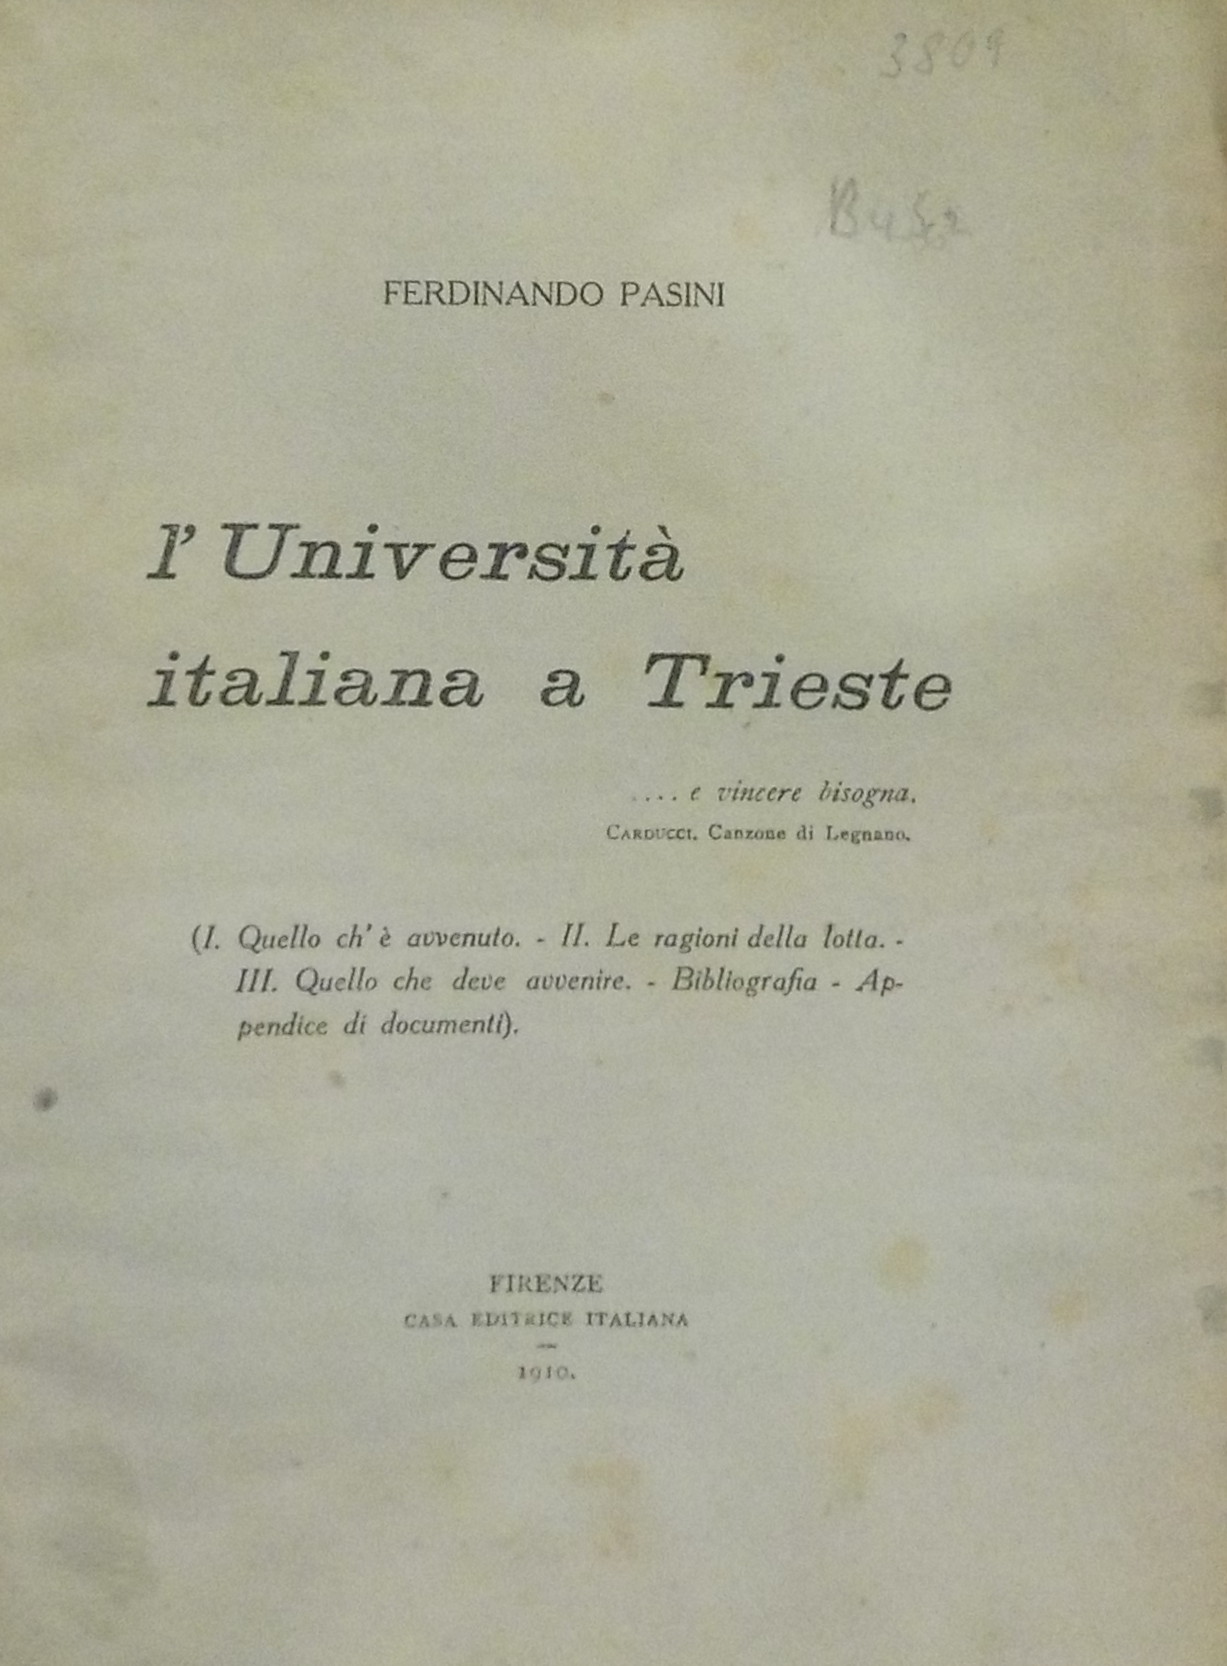 3809
FERDINANDO PASINI
l'Università
italiana a Trieste
.... e vincere bisogna.
CARDUCCI. Canzone di Legnano.
(I. Quello ch'è avvenuto. - II. Le ragioni della lotta. -
III. Quello che deve avvenire. - Bibliografia - Ap-
pendice di documenti).
FIRENZE
CASA EDITRICE ITALIANA
1910.